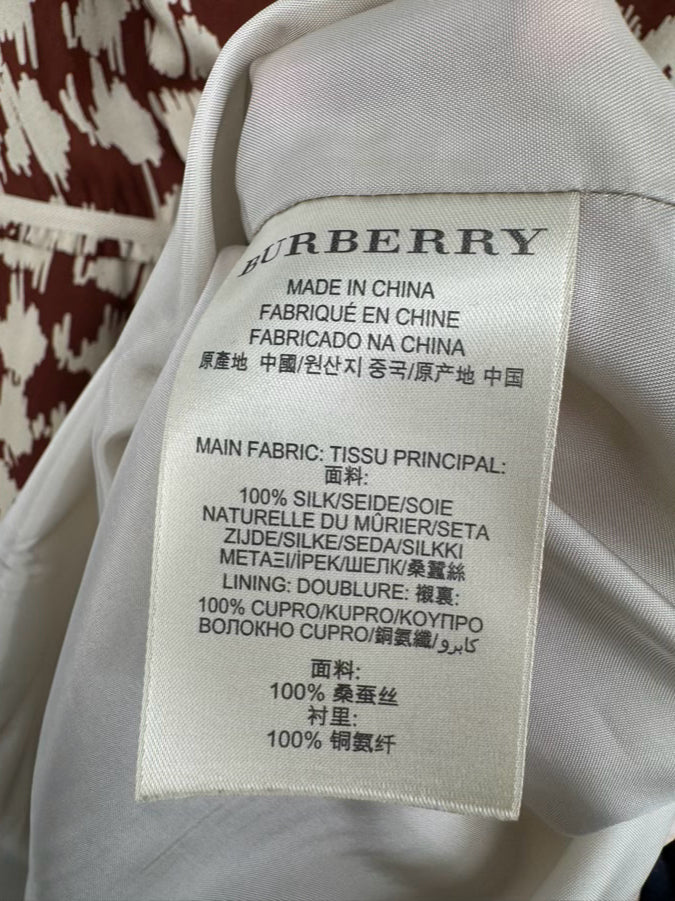 BURBERRY
MADE IN CHINA
FABRIQUÉ EN CHINE
FABRICADO NA CHINA
原產地 中國/원산지 중국/原产地 中国
MAIN FABRIC: TISSU PRINCIPAL:
面料:
100% SILK/SEIDE/SOIE
NATURELLE DU MÛRIER/SETA
ZIJDE/SILKE/SEDA/SILKKI
ΜΕΤΑΞΙ/İPEK/ШЕЛК/桑蠶絲
LINING: DOUBLURE: 襯裏:
100% CUPRO/KUPRO/ΚΟΥΠΡΟ
ВОЛОКНО CUPRO/銅氨纖/كابرو
面料:
100% 桑蚕丝
衬里:
100% 铜氨纤